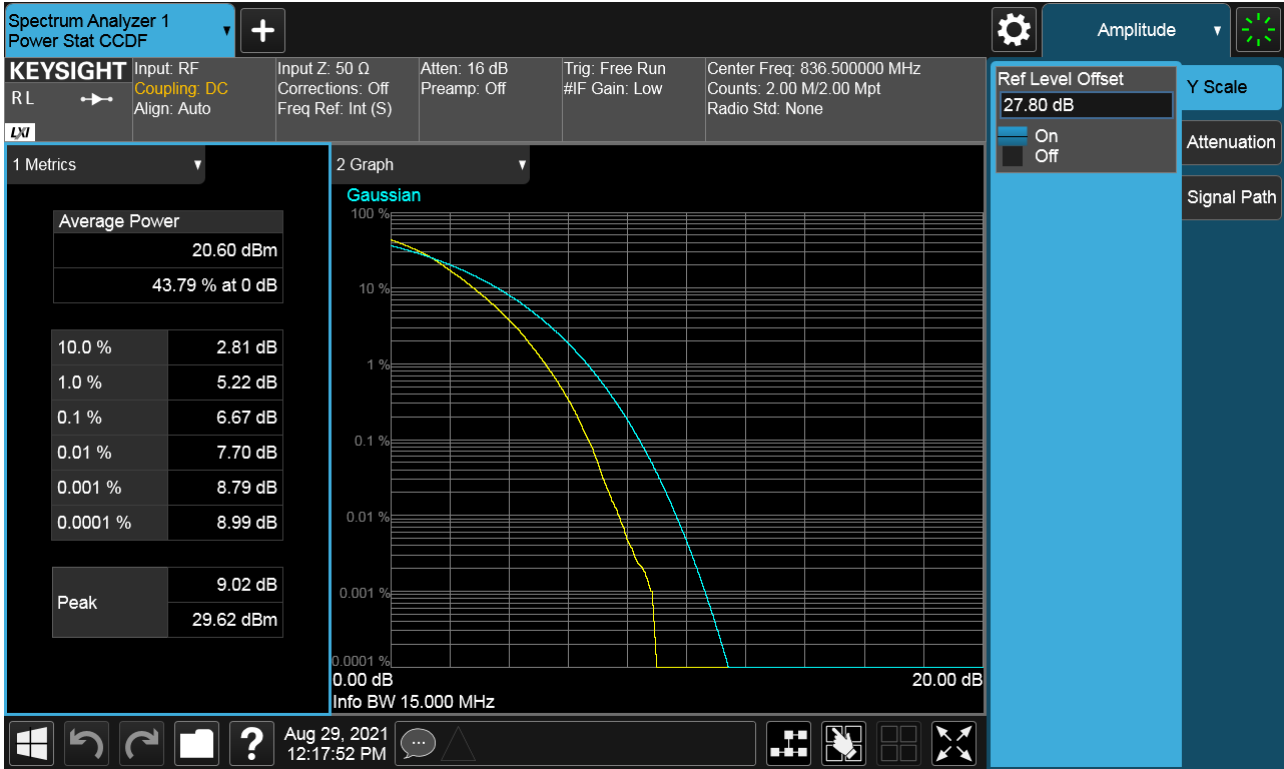 Spectrum Analyzer 1
Power Stat CCDF
Amplitude
KEYSIGHT
R L
LXI
Input: RF
Coupling: DC
Align: Auto
Input Z: 50 Ω
Corrections: Off
Freq Ref: Int (S)
Atten: 16 dB
Preamp: Off
Trig: Free Run
#IF Gain: Low
Center Freq: 836.500000 MHz
Counts: 2.00 M/2.00 Mpt
Radio Std: None
Ref Level Offset
27.80 dB
On
Off
Y Scale
Attenuation
Signal Path
1 Metrics
Average Power
20.60 dBm
43.79 % at 0 dB
10.0 % 2.81 dB
1.0 % 5.22 dB
0.1 % 6.67 dB
0.01 % 7.70 dB
0.001 % 8.79 dB
0.0001 % 8.99 dB
Peak
9.02 dB
29.62 dBm
2 Graph
Gaussian
100 %
10 %
1 %
0.1 %
0.01 %
0.001 %
0.0001 %
0.00 dB 20.00 dB
Info BW 15.000 MHz
?
Aug 29, 2021
12:17:52 PM